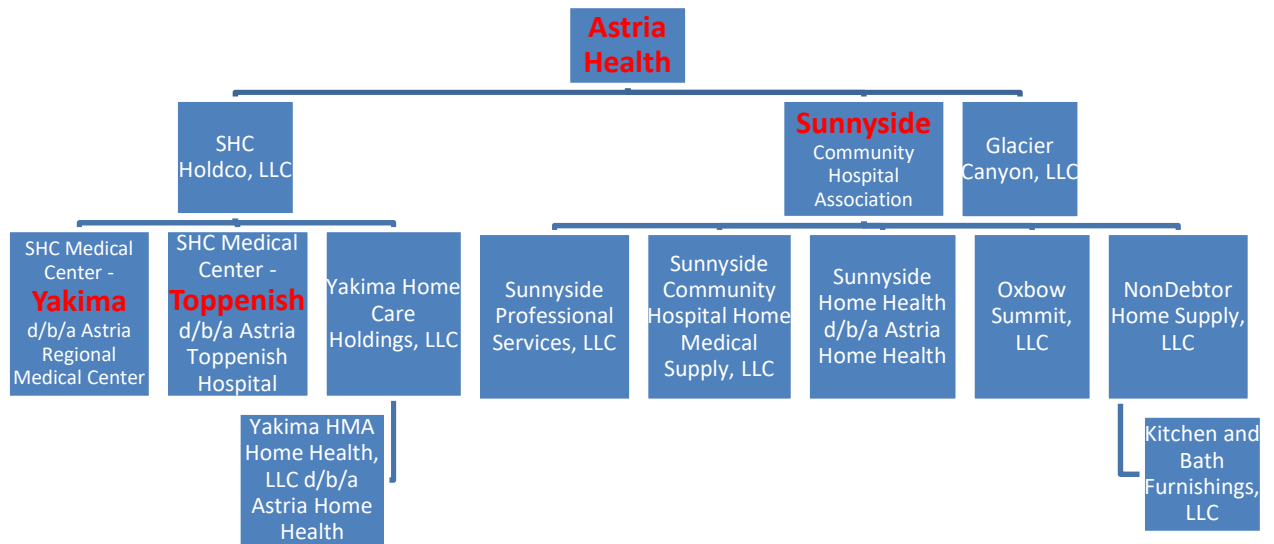 Astria
Health
SHC
Holdco, LLC
Sunnyside
Community
Hospital
Association
Glacier
Canyon, LLC
SHC Medical
Center -
Yakima
d/b/a Astria
Regional
Medical Center
SHC Medical
Center -
Toppenish
d/b/a Astria
Toppenish
Hospital
Yakima Home
Care
Holdings, LLC
Sunnyside
Professional
Services, LLC
Sunnyside
Community
Hospital Home
Medical
Supply, LLC
Sunnyside
Home Health
d/b/a Astria
Home Health
Oxbow
Summit,
LLC
NonDebtor
Home Supply,
LLC
Yakima HMA
Home Health,
LLC d/b/a
Astria Home
Health
Kitchen and
Bath
Furnishings,
LLC